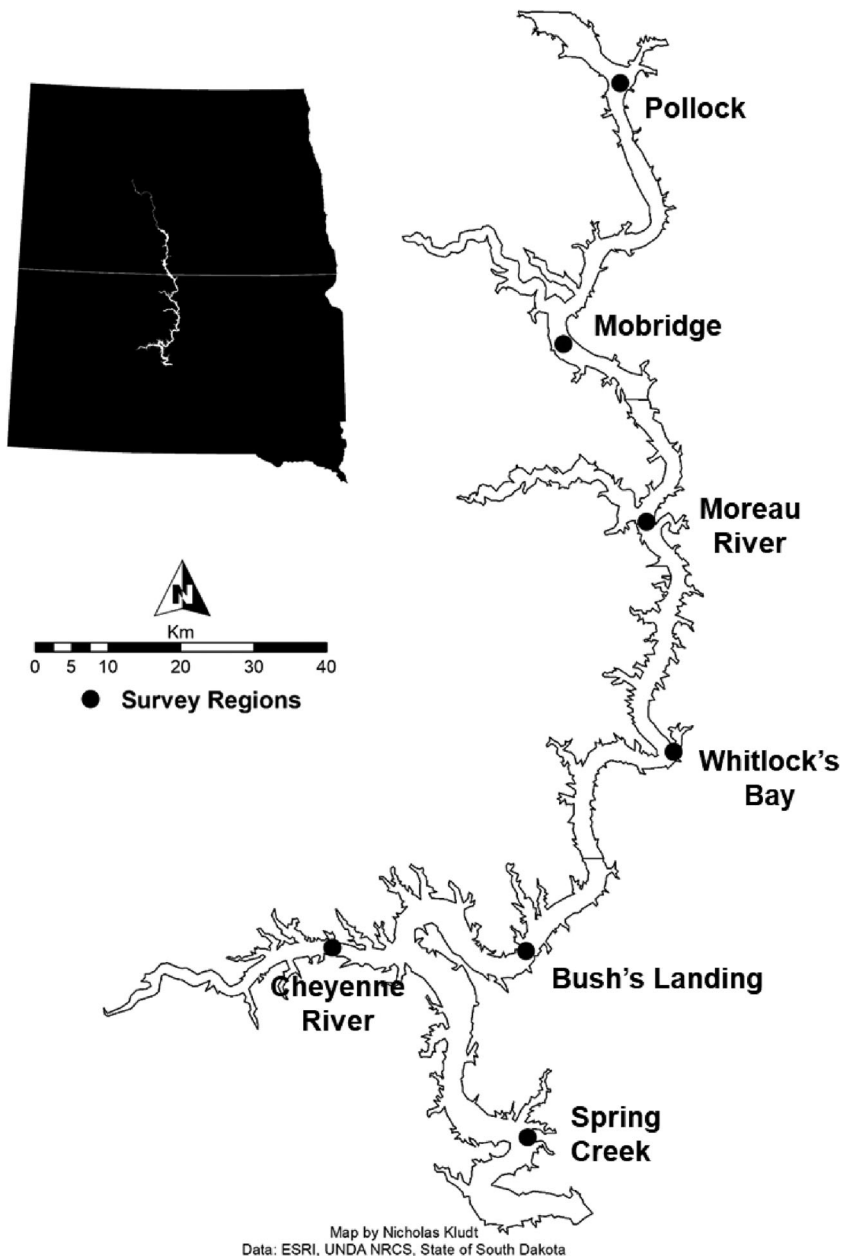 Pollock
Mobridge
Moreau
River
N
Km
0 5 10 20 30 40
Survey Regions
Whitlock's
Bay
Cheyenne
River
Bush's Landing
Spring
Creek
Map by Nicholas Kludt
Data: ESRI, UNDA NRCS, State of South Dakota